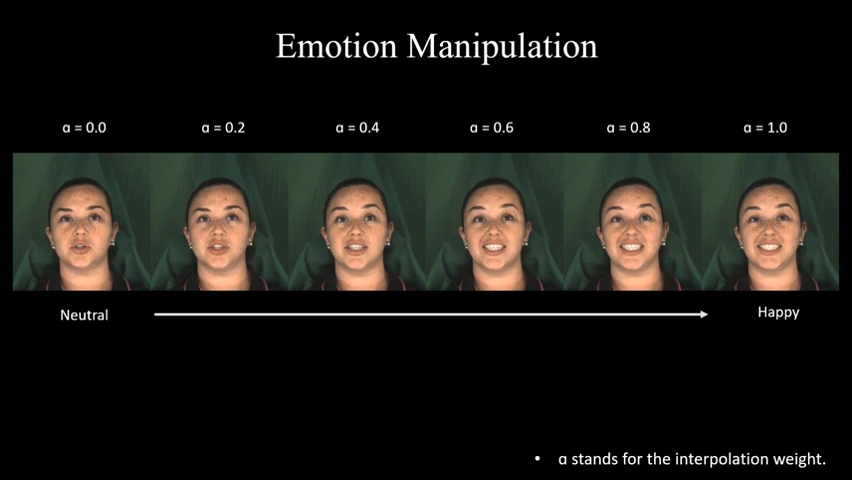 Emotion Manipulation
ɑ = 0.0 ɑ = 0.2 ɑ = 0.4 ɑ = 0.6 ɑ = 0.8 ɑ = 1.0
Neutral Happy
• ɑ stands for the interpolation weight.